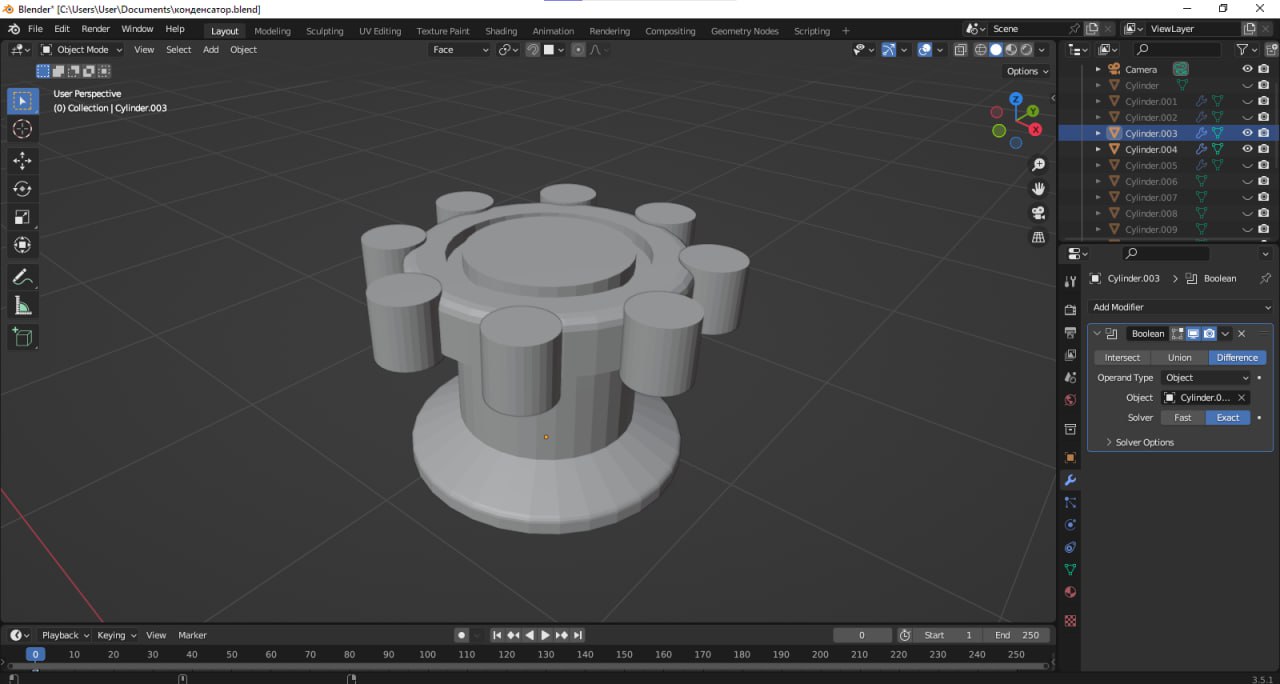 Blender* [C:\Users\User\Documents\конденсатор.blend]
File Edit Render Window Help Layout Modeling Sculpting UV Editing Texture Paint Shading Animation Rendering Compositing Geometry Nodes Scripting + Scene ViewLayer
Object Mode View Select Add Object Face
Options
User Perspective
(0) Collection | Cylinder.003
Z
Y
X
Camera
Cylinder
Cylinder.001
Cylinder.002
Cylinder.003
Cylinder.004
Cylinder.005
Cylinder.006
Cylinder.007
Cylinder.008
Cylinder.009
Cylinder.003 > Boolean
Add Modifier
Boolean
Intersect Union Difference
Operand Type Object
Object Cylinder.0...
Solver Fast Exact
Solver Options
Playback Keying View Marker 0 Start 1 End 250
0 10 20 30 40 50 60 70 80 90 100 110 120 130 140 150 160 170 180 190 200 210 220 230 240 250
3.5.1